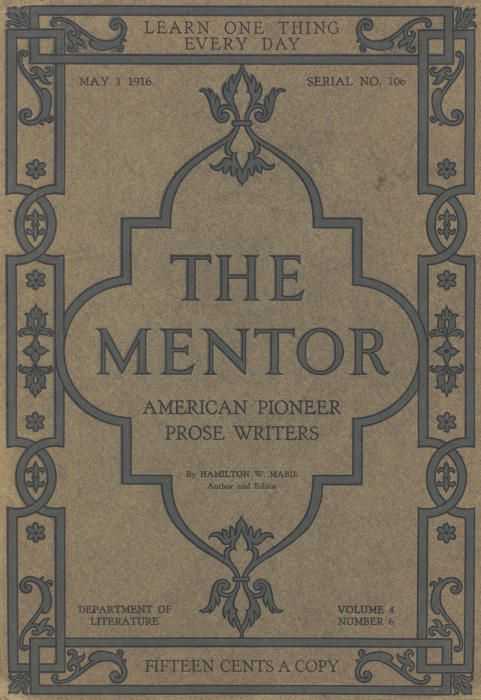 LEARN ONE THING
EVERY DAY
MAY 1 1916
SERIAL NO. 106
THE
MENTOR
AMERICAN PIONEER
PROSE WRITERS
By HAMILTON W. MABIE
Author and Editor
DEPARTMENT OF
LITERATURE
VOLUME 4
NUMBER 6
FIFTEEN CENTS A COPY